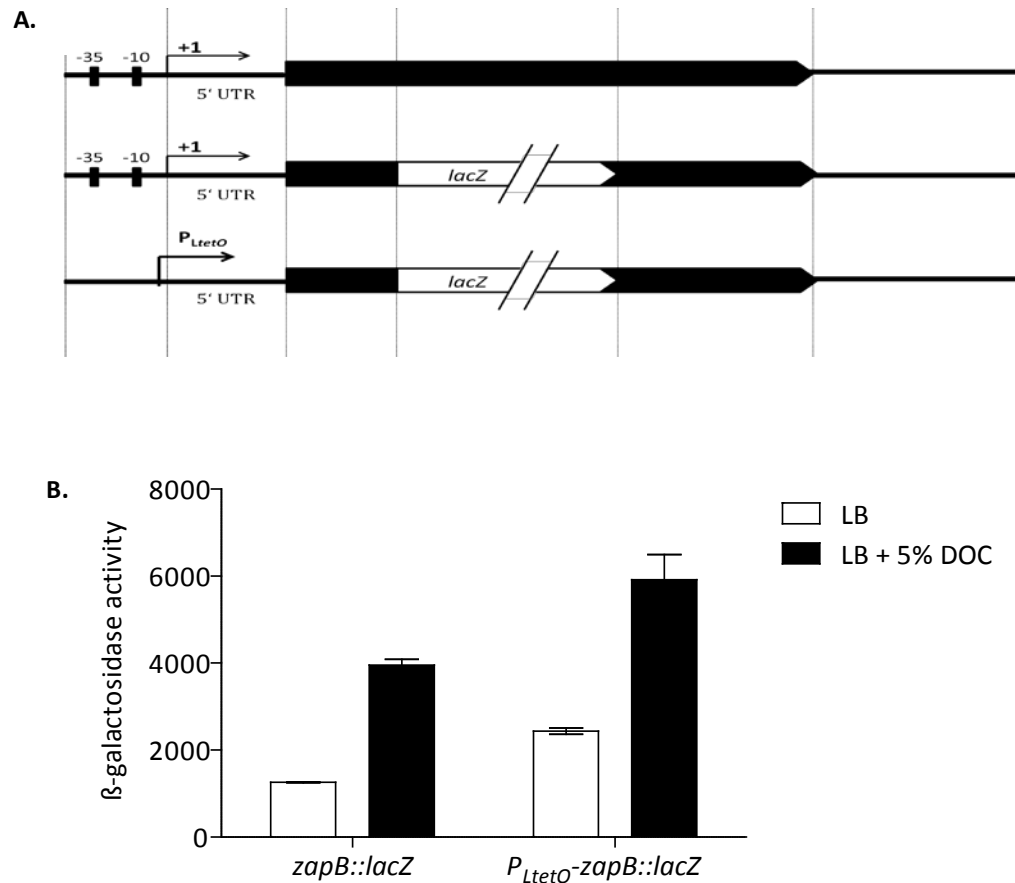 A.
-35 -10 +1
5' UTR
-35 -10 +1
5' UTR
lacZ
PLtetO
5' UTR
lacZ
B.
ß-galactosidase activity
8000
6000
4000
2000
0
LB
LB + 5% DOC
zapB::lacZ
PLtetO-zapB::lacZ